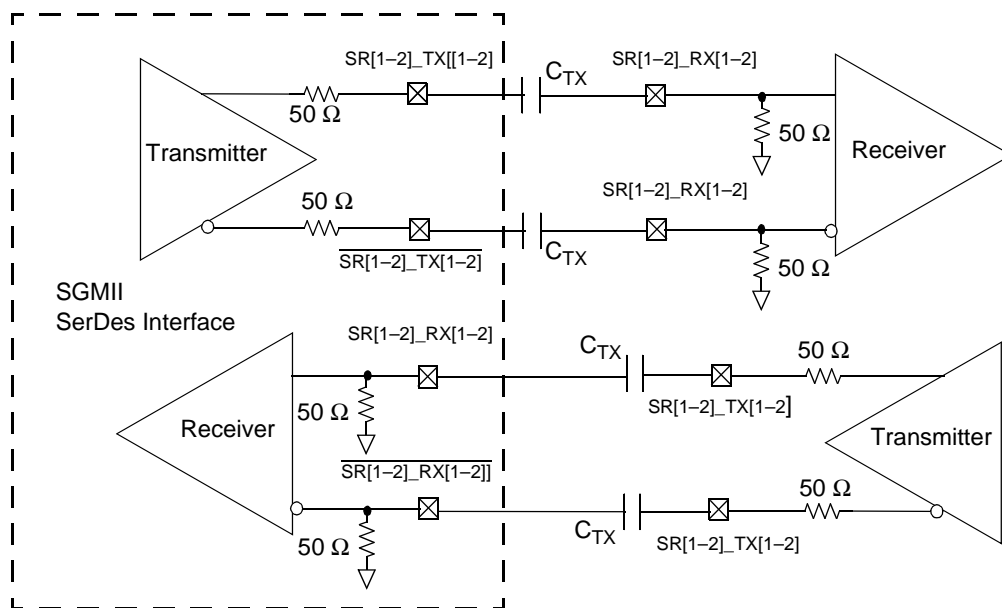 SR[1–2]_TX[[1–2]
C_TX
SR[1–2]_RX[1–2]
50 Ω
50 Ω
Transmitter
Receiver
50 Ω
SR[1–2]_RX[1–2]
SR[1–2]_TX[1–2]
C_TX
50 Ω
SGMII
SerDes Interface
SR[1–2]_RX[1–2]
C_TX
50 Ω
50 Ω
SR[1–2]_TX[1–2]
Receiver
Transmitter
SR[1–2]_RX[1–2]]
50 Ω
C_TX
50 Ω
SR[1–2]_TX[1–2]